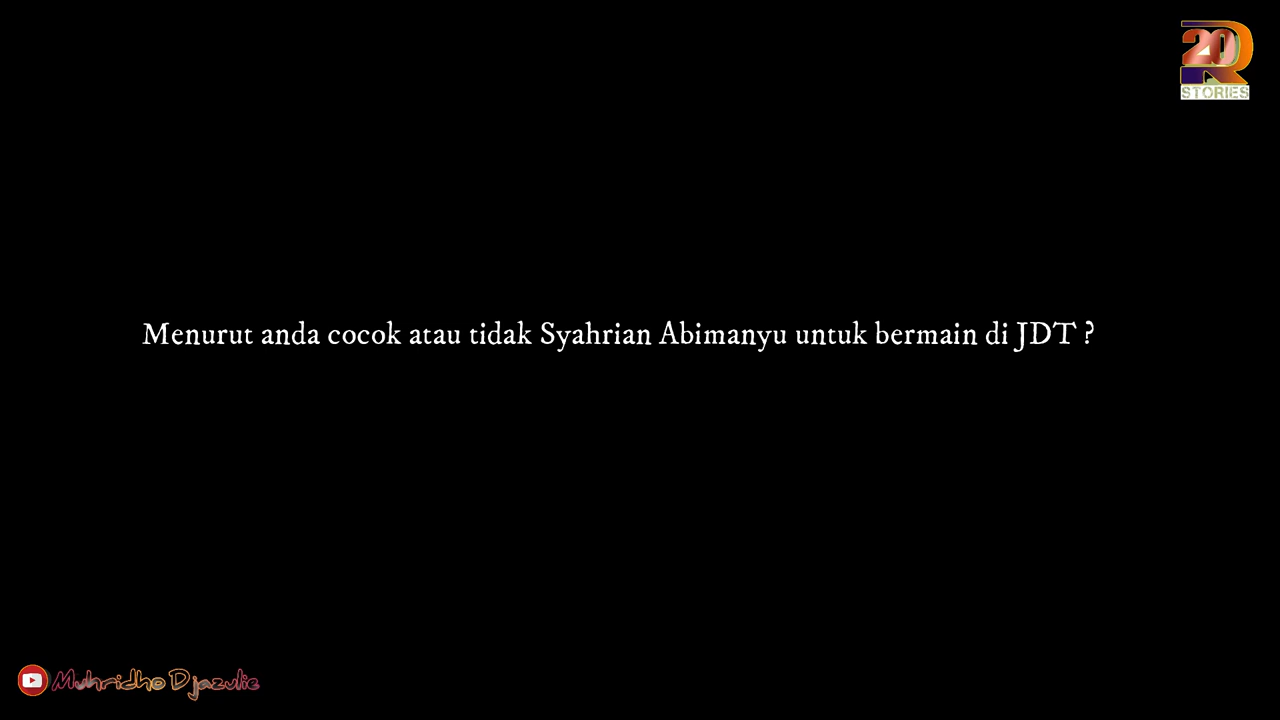 20
R
STORIES
Menurut anda cocok atau tidak Syahrian Abimanyu untuk bermain di JDT ?
Muhridho Djazulie